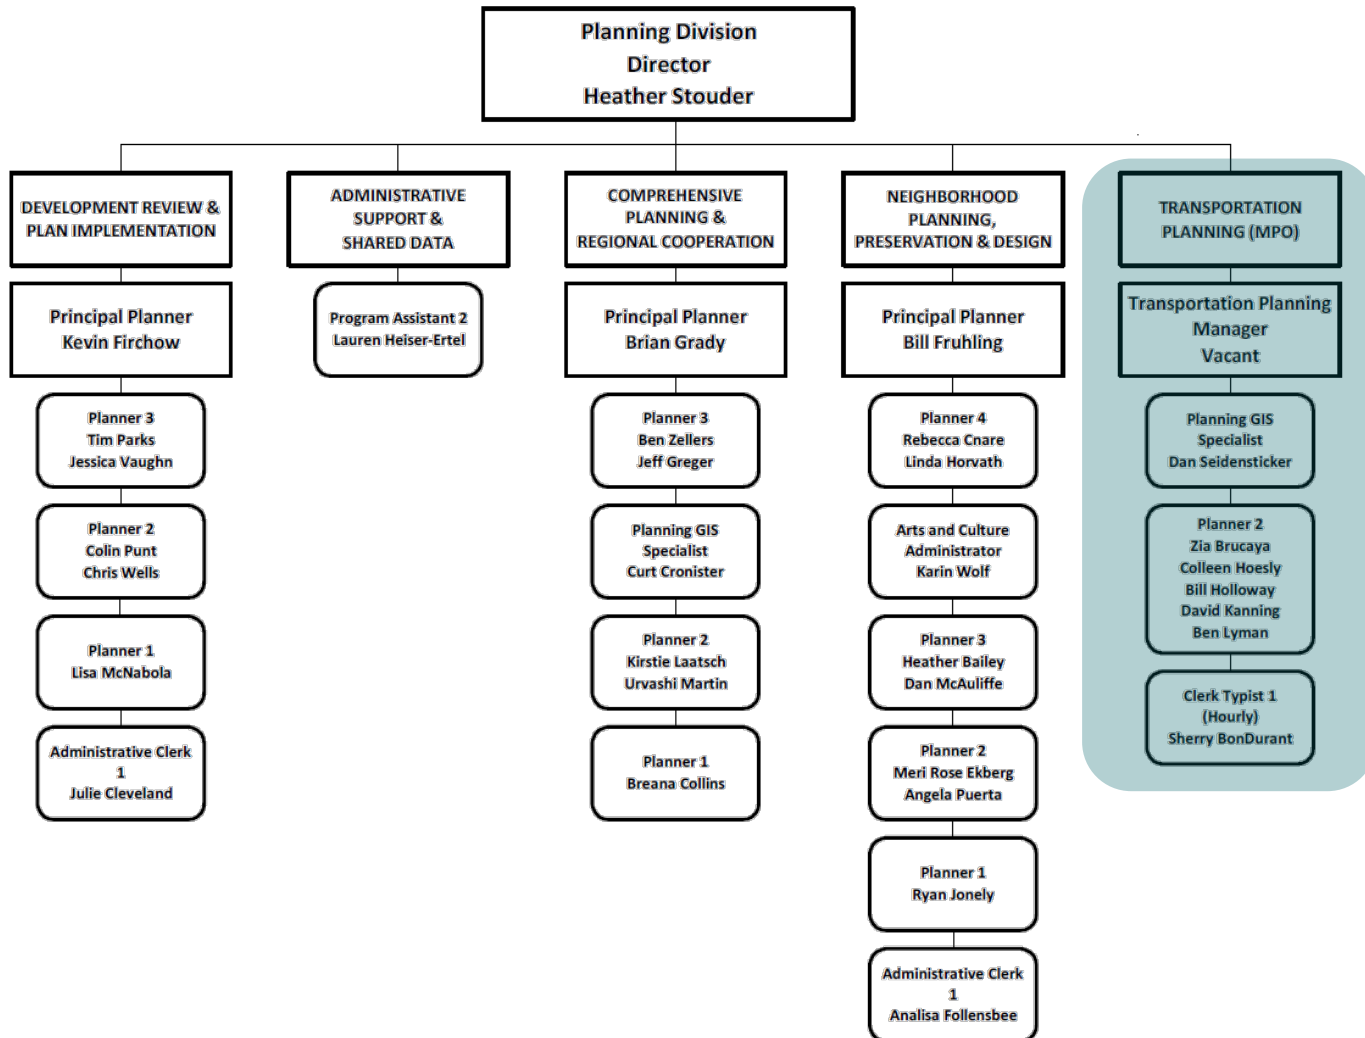 Planning Division
Director
Heather Stouder
DEVELOPMENT REVIEW &
PLAN IMPLEMENTATION
Principal Planner
Kevin Firchow
Planner 3
Tim Parks
Jessica Vaughn
Planner 2
Colin Punt
Chris Wells
Planner 1
Lisa McNabola
Administrative Clerk
1
Julie Cleveland
ADMINISTRATIVE
SUPPORT &
SHARED DATA
Program Assistant 2
Lauren Heiser-Ertel
COMPREHENSIVE
PLANNING &
REGIONAL COOPERATION
Principal Planner
Brian Grady
Planner 3
Ben Zellers
Jeff Greger
Planning GIS
Specialist
Curt Cronister
Planner 2
Kirstie Laatsch
Urvashi Martin
Planner 1
Breana Collins
NEIGHBORHOOD
PLANNING,
PRESERVATION & DESIGN
Principal Planner
Bill Fruhling
Planner 4
Rebecca Cnare
Linda Horvath
Arts and Culture
Administrator
Karin Wolf
Planner 3
Heather Bailey
Dan McAuliffe
Planner 2
Meri Rose Ekberg
Angela Puerta
Planner 1
Ryan Jonely
Administrative Clerk
1
Analisa Follensbee
TRANSPORTATION
PLANNING (MPO)
Transportation Planning
Manager
Vacant
Planning GIS
Specialist
Dan Seidensticker
Planner 2
Zia Brucaya
Colleen Hoesly
Bill Holloway
David Kanning
Ben Lyman
Clerk Typist 1
(Hourly)
Sherry BonDurant